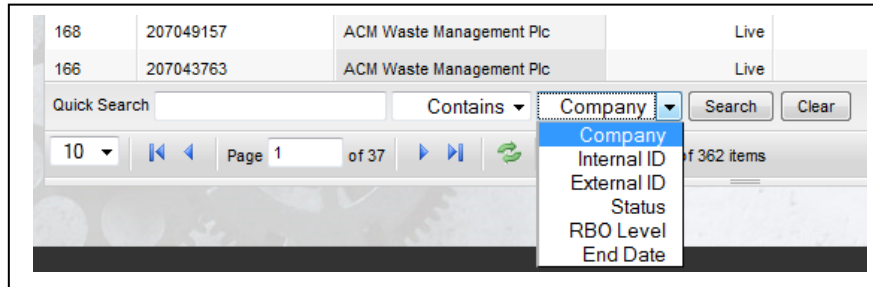 168 207049157 ACM Waste Management Plc Live
166 207043763 ACM Waste Management Plc Live
Quick Search Contains Company Search Clear
10 Page 1 of 37 of 362 items
Company
Internal ID
External ID
Status
RBO Level
End Date